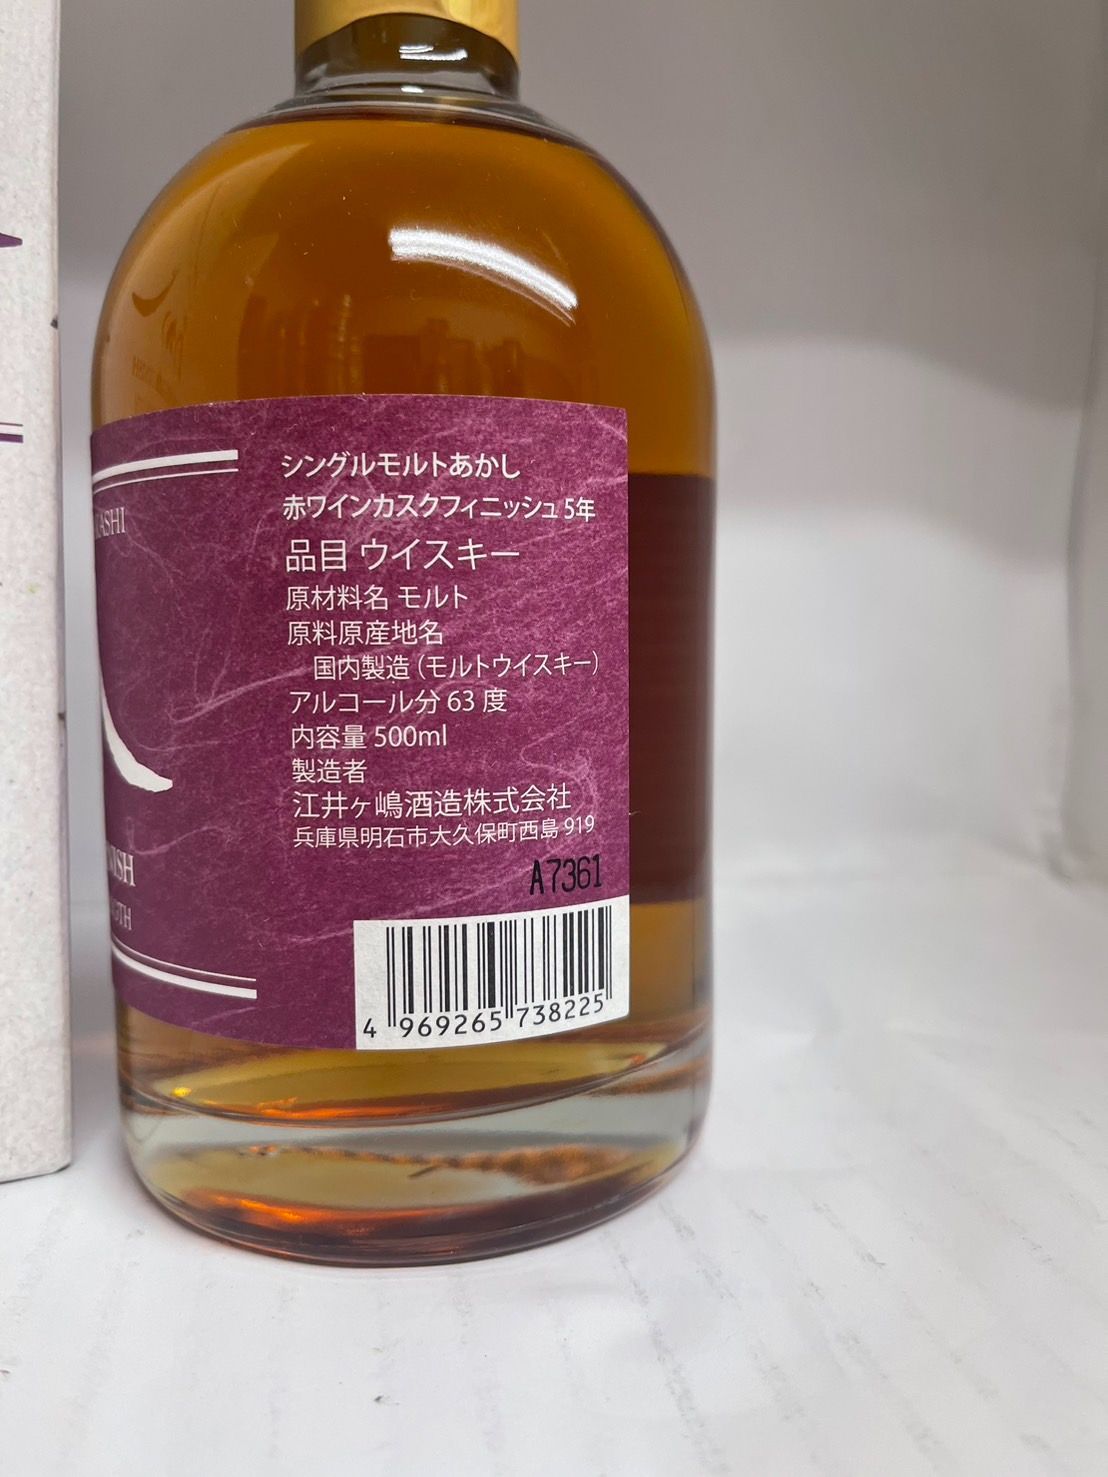 シングルモルトあかし
赤ワインカスクフィニッシュ 5年
品目 ウイスキー
原材料名 モルト
原料原産地名
国内製造（モルトウイスキー）
アルコール分 63 度
内容量 500ml
製造者
江井ヶ嶋酒造株式会社
兵庫県明石市大久保町西島 919
A7361
4 969265 738225